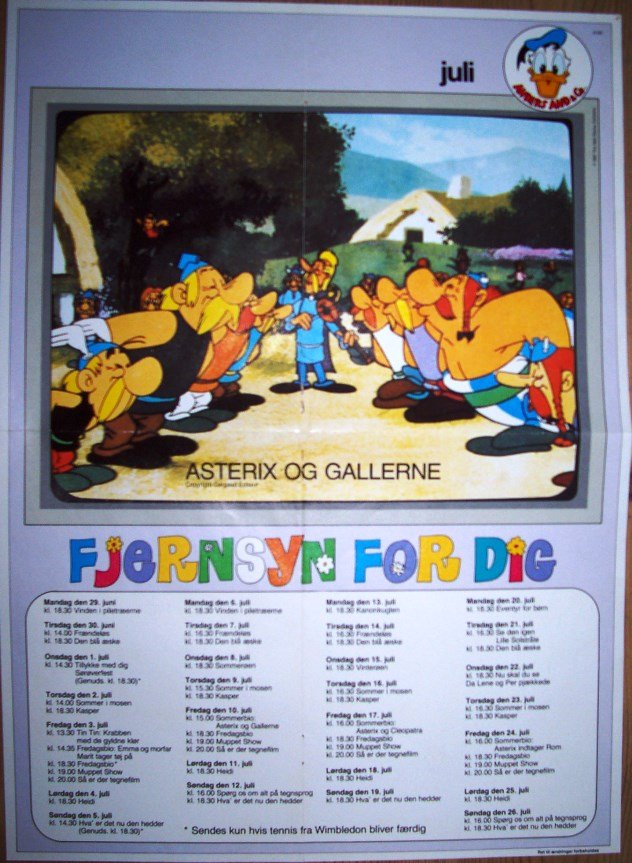 juli
ANDERS AND & Co
ASTERIX OG GALLERNE
Copyright
FJERNSYN FOR DIG
Mandag den 29. juni
kl. 18.30 Vinden i piletræerne
Tirsdag den 30. juni
kl. 14.30 Frændeløs
kl. 18.30 Den blå æske
Onsdag den 1. juli
kl. 14.30 Tillykke med dig
Sørøverfest
(Genuds. kl. 18.30)*
Torsdag den 2. juli
kl. 14.00 Sommer i mosen
kl. 18.30 Kasper
Fredag den 3. juli
kl. 13.30 Tin Tin: Krabben
med de gyldne kløer
kl. 14.35 Fredagsbio: Emma og morfar
Marit tager tej på
kl. 18.30 Fredagsbio*
kl. 19.00 Muppet Show
kl. 20.00 Så er der tegnefilm
Lørdag den 4. juli
kl. 18.30 Heidi
Søndag den 5. juli
kl. 14.30 Hva' er det nu den hedder
(Genuds. kl. 18.30)*
Mandag den 6. juli
kl. 18.30 Vinden i piletræerne
Tirsdag den 7. juli
kl. 16.30 Frændeløs
kl. 18.30 Den blå æske
Onsdag den 8. juli
kl. 18.30 Sommerøen
Torsdag den 9. juli
kl. 15.30 Sommer i mosen
kl. 18.30 Kasper
Fredag den 10. juli
kl. 15.00 Sommerbio:
Asterix og Gallerne
kl. 18.30 Fredagsbio
kl. 19.00 Muppet Show
kl. 20.00 Så er der tegnefilm
Lørdag den 11. juli
kl. 18.30 Heidi
Søndag den 12. juli
kl. 16.00 Spørg os om alt på tegnsprog
kl. 18.30 Hva' er det nu den hedder
Mandag den 13. juli
kl. 18.30 Kanonkuglen
Tirsdag den 14. juli
kl. 16.30 Frændeløs
kl. 18.30 Den blå æske
Onsdag den 15. juli
kl. 18.30
Torsdag den 16. juli
kl. 16.30 Sommer i mosen
kl. 18.30 Kasper
Fredag den 17. juli
kl. 16.00 Sommerbio:
Asterix og Cleopatra
kl. 18.30 Fredagsbio
kl. 19.00 Muppet Show
kl. 20.00 Så er der tegnefilm
Lørdag den 18. juli
kl. 18.30 Heidi
Søndag den 19. juli
kl. 18.30 Hva' er det nu den hedder
Mandag den 20. juli
kl. 18.30 Eventyr for børn
Tirsdag den 21. juli
kl. 16.30 Se den igen
Lille Solstråle
kl. 18.30 Den blå æske
Onsdag den 22. juli
kl. 18.30 Nu skal du se
Da Lene og Per pjækkede
Torsdag den 23. juli
kl. 16.30 Sommer i mosen
kl. 18.30 Kasper
Fredag den 24. juli
kl. 16.00 Sommerbio
Asterix indtager Rom
kl. 18.30 Fredagsbio
kl. 19.00 Muppet Show
kl. 20.00 Så er der tegnefilm
Lørdag den 25. juli
kl. 18.30 Heidi
Søndag den 26. juli
kl. 16.00 Spørg os om alt på tegnsprog
kl. 18.30 Hva' er det nu den hedder
* Sendes kun hvis tennis fra Wimbledon bliver færdig
Ret til ændringer forbeholdes